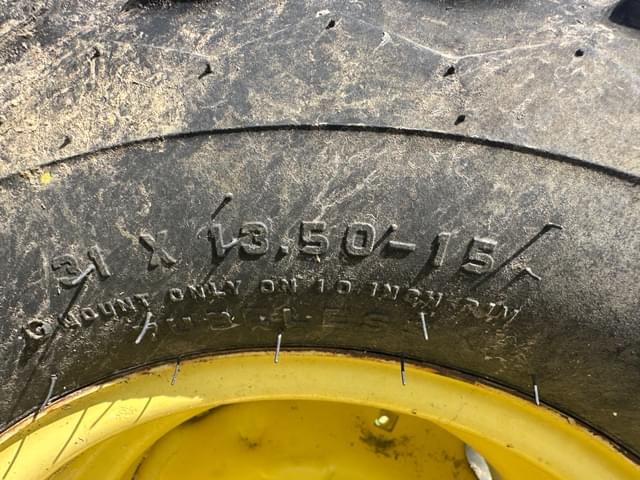 31 X 13.50-15
MOUNT ONLY ON 10 INCH RIM
TUBELESS